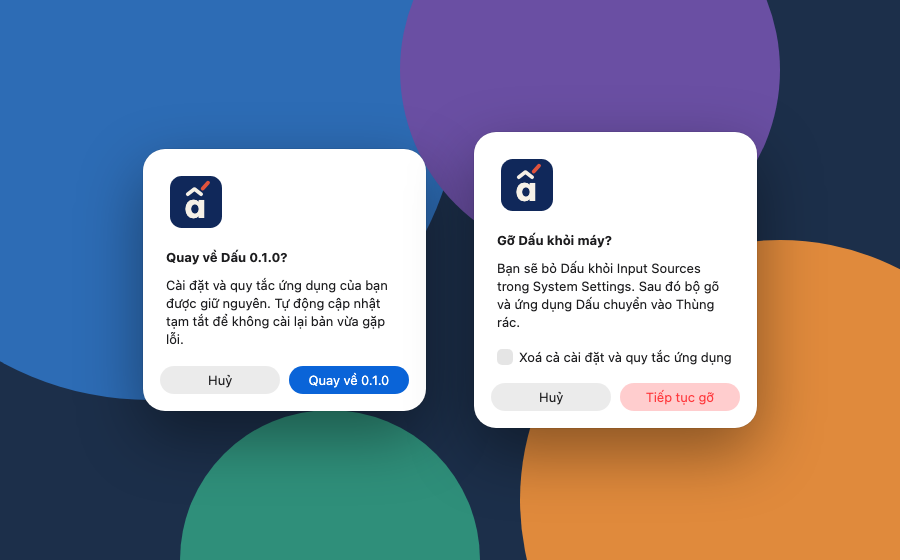 ấ
Quay về Dấu 0.1.0?
Cài đặt và quy tắc ứng dụng của bạn
được giữ nguyên. Tự động cập nhật
tạm tắt để không cài lại bản vừa gặp
lỗi.
Huỷ
Quay về 0.1.0
ấ
Gỡ Dấu khỏi máy?
Bạn sẽ bỏ Dấu khỏi Input Sources
trong System Settings. Sau đó bộ gõ
và ứng dụng Dấu chuyển vào Thùng
rác.
Xoá cả cài đặt và quy tắc ứng dụng
Huỷ
Tiếp tục gỡ